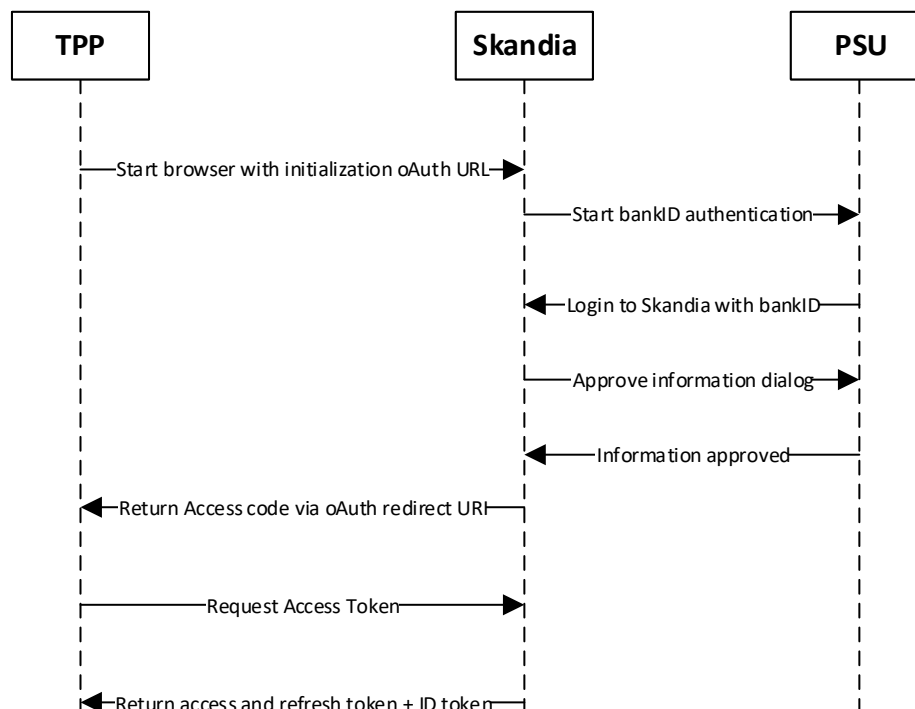 TPP
Skandia
PSU
Start browser with initialization oAuth URL
Start bankID authentication
Login to Skandia with bankID
Approve information dialog
Information approved
Return Access code via oAuth redirect URI
Request Access Token
Return access and refresh token + ID token